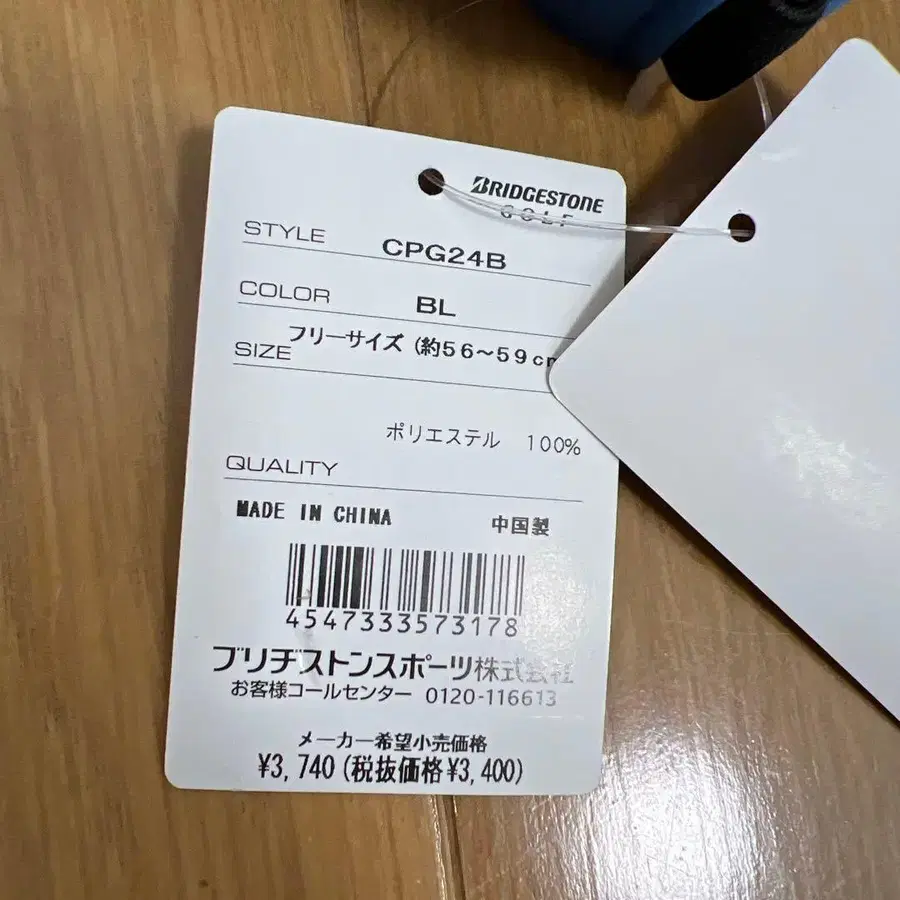 BRIDGESTONE
GOLF
STYLE CPG24B
COLOR BL
SIZE フリーサイズ (約56〜59cm
ポリエステル 100%
QUALITY
MADE IN CHINA 中国製
4547333573178
ブリヂストンスポーツ株式会社
お客様コールセンター 0120-116613
メーカー希望小売価格
¥3,740(税抜価格¥3,400)